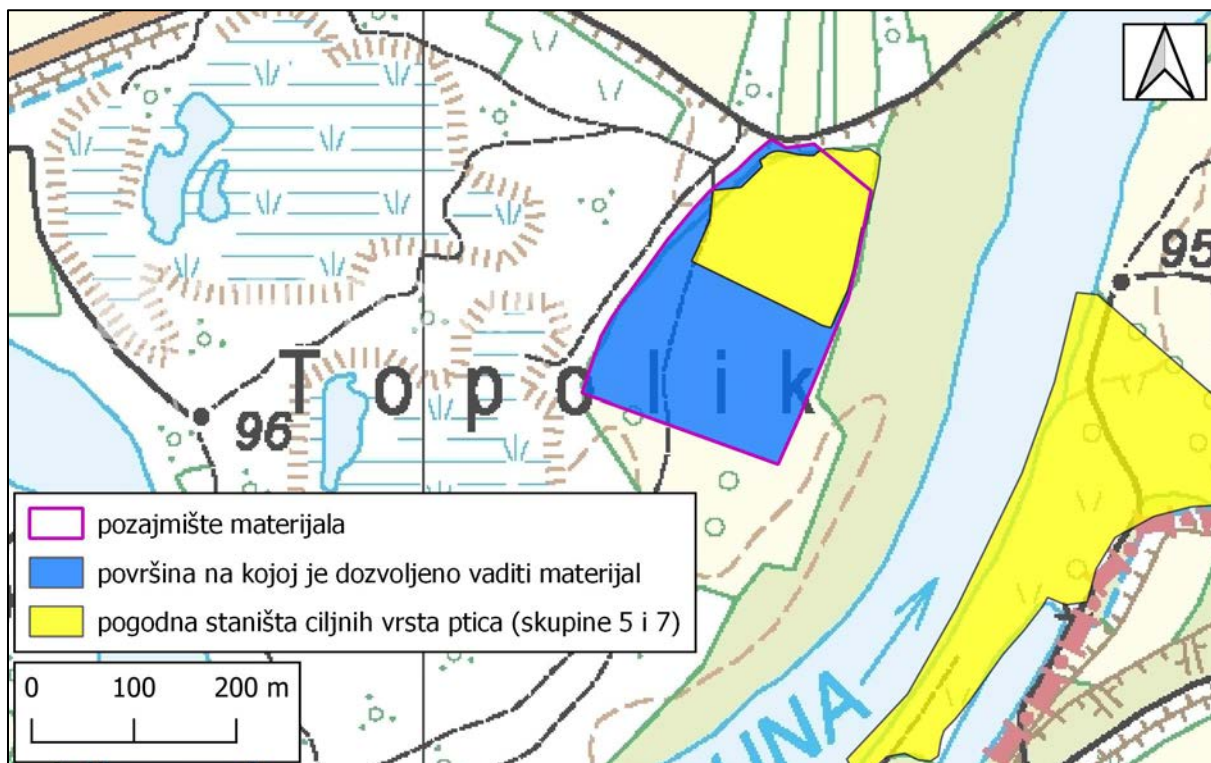 95
Topolik
96
pozajmište materijala
površina na kojoj je dozvoljeno vaditi materijal
pogodna staništa ciljnih vrsta ptica (skupine 5 i 7)
0 100 200 m
UNA